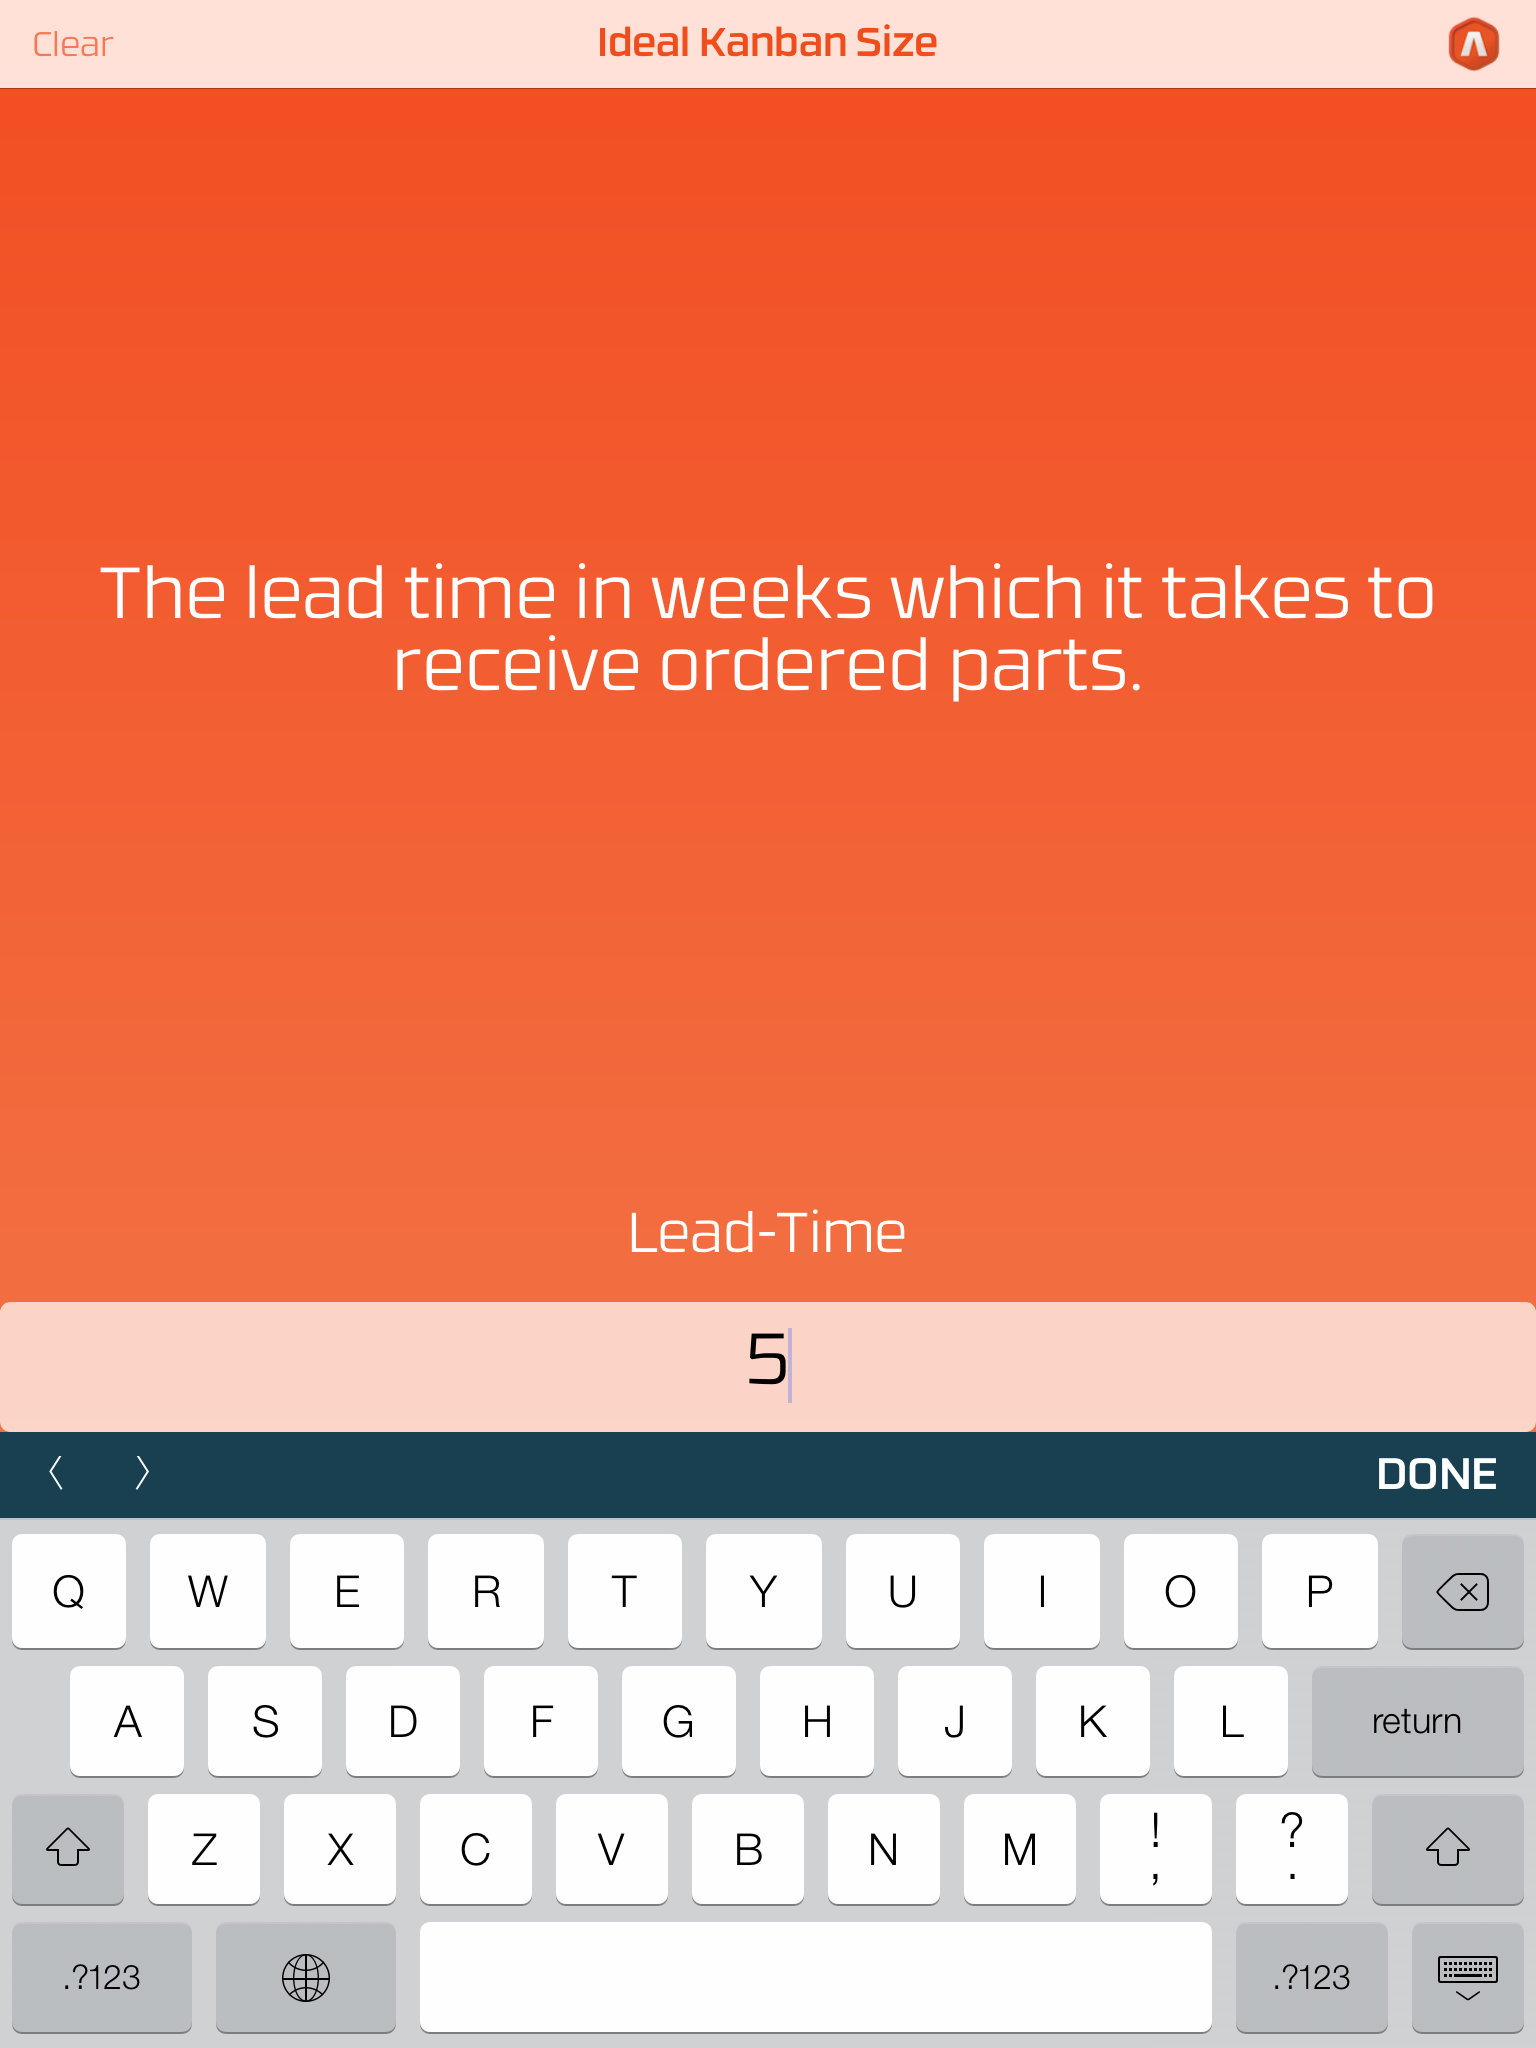 Clear
Ideal Kanban Size
The lead time in weeks which it takes to
receive ordered parts.
Lead-Time
5
DONE
Q W E R T Y U I O P
A S D F G H J K L return
Z X C V B N M ! , ? .
.?123 .?123